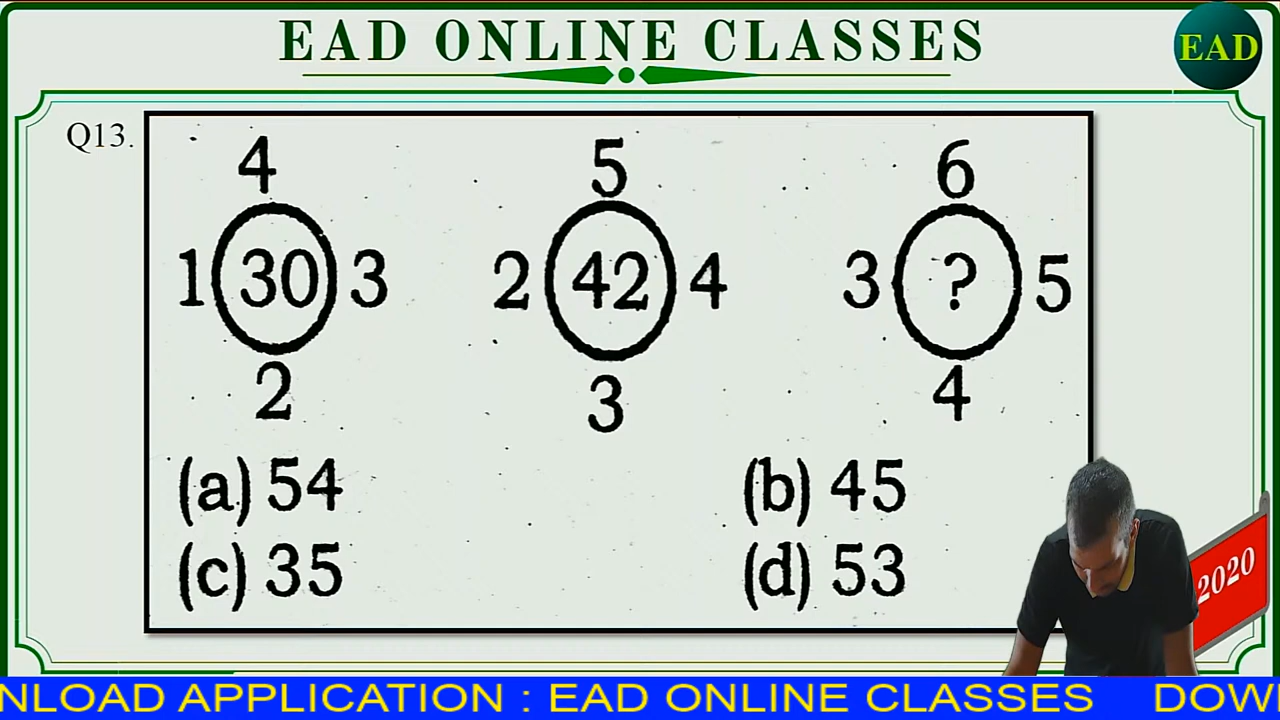 EAD ONLINE CLASSES
EAD
Q13.
4 5 6
1 30 3 2 42 4 3 ? 5
2 3 4
(a) 54 (b) 45
(c) 35 (d) 53
2020
NLOAD APPLICATION : EAD ONLINE CLASSES DOW